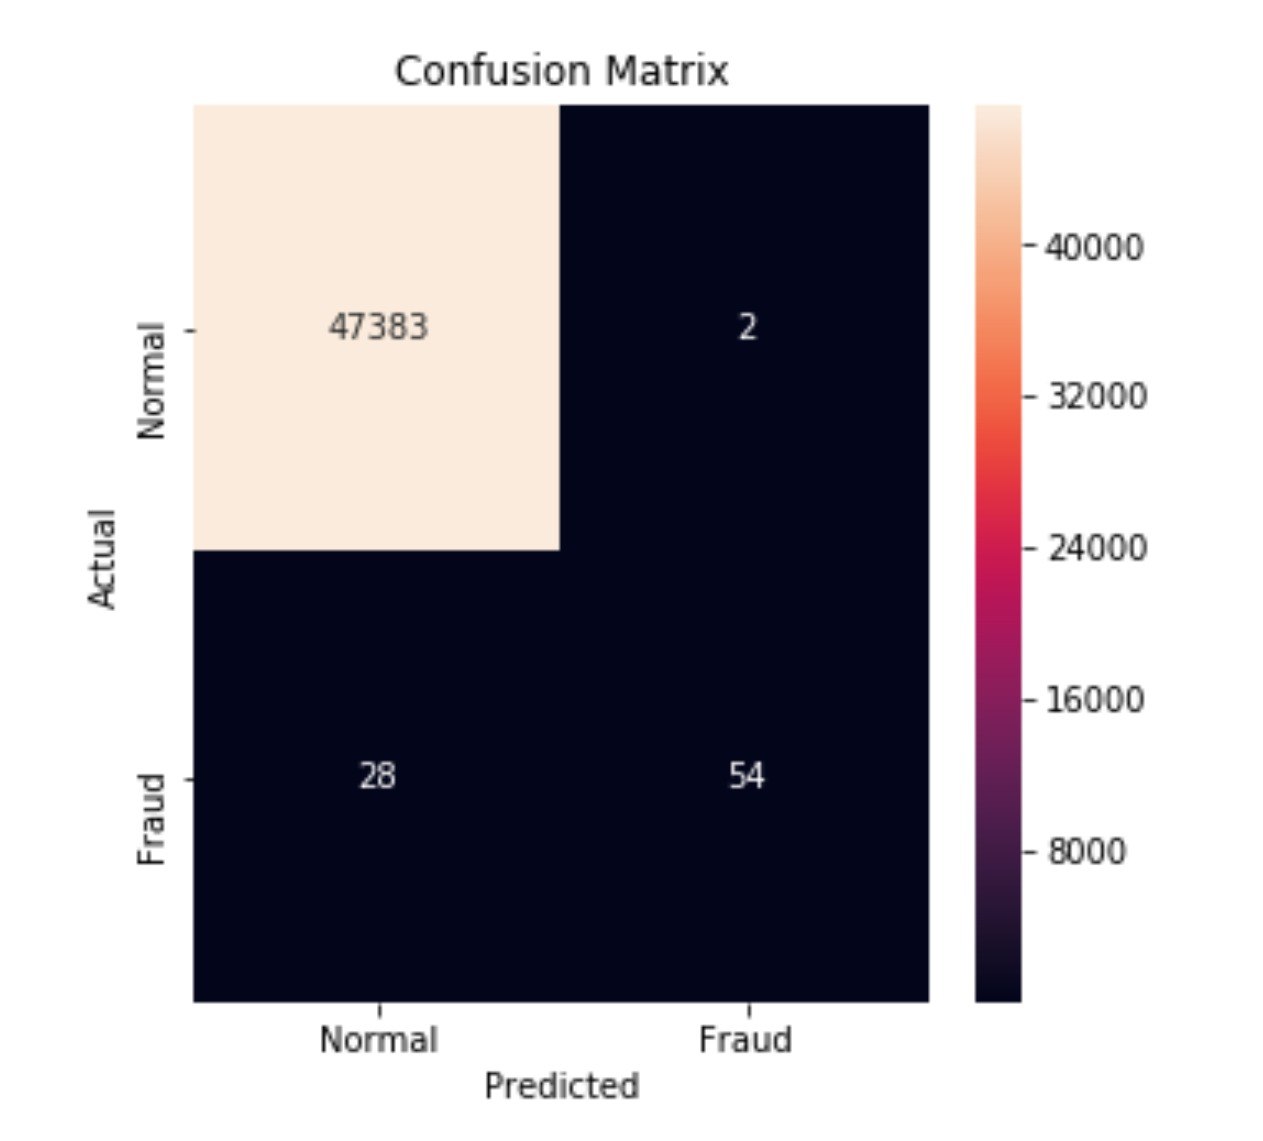 Confusion Matrix
47383
2
28
54
Normal
Fraud
Actual
Normal
Fraud
Predicted
40000
32000
24000
16000
8000